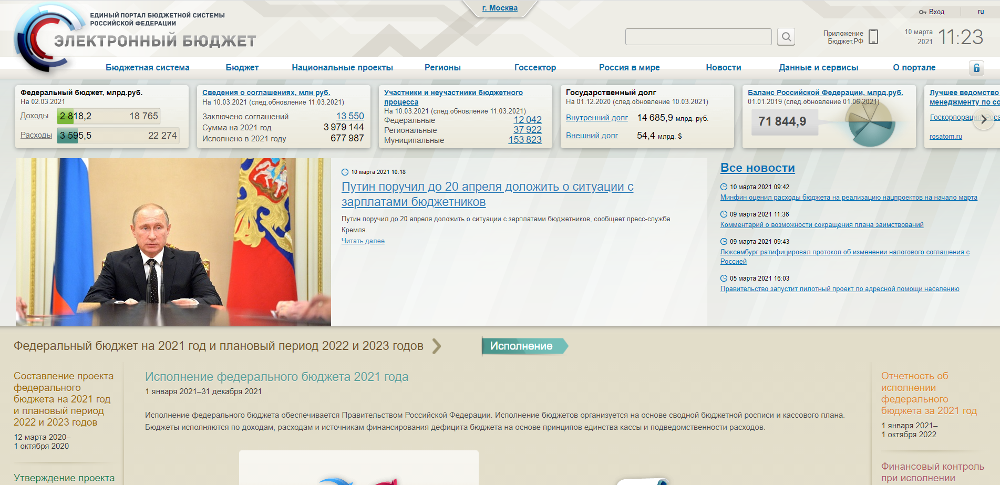 г. Москва
ЕДИНЫЙ ПОРТАЛ БЮДЖЕТНОЙ СИСТЕМЫ
РОССИЙСКОЙ ФЕДЕРАЦИИ
ЭЛЕКТРОННЫЙ БЮДЖЕТ
Вход
ru
Приложение
Бюджет.РФ
10 марта
2021
11:23
Бюджетная система
Бюджет
Национальные проекты
Регионы
Госсектор
Россия в мире
Новости
Данные и сервисы
О портале
Федеральный бюджет, млрд.руб.
На 02.03.2021
Доходы 2 818,2 18 765
Расходы 3 595,5 22 274
Сведения о соглашениях, млн руб.
На 10.03.2021 (след.обновление 11.03.2021)
Заключено соглашений 13 550
Сумма на 2021 год 3 979 144
Исполнено в 2021 году 677 987
Участники и неучастники бюджетного
процесса
На 10.03.2021 (след.обновление 11.03.2021)
Федеральные 12 042
Региональные 37 922
Муниципальные 153 823
Государственный долг
На 01.12.2020 (след.обновление 10.03.2021)
Внутренний долг 14 685,9 млрд. руб.
Внешний долг 54,4 млрд. $
Баланс Российской Федерации, млрд.руб.
01.01.2019 (след.обновление 01.06.2021)
71 844,9
Лучшее ведомство
менеджменту по со
Госкорпорация
rosatom.ru
10 марта 2021 10:18
Путин поручил до 20 апреля доложить о ситуации с
зарплатами бюджетников
Путин поручил до 20 апреля доложить о ситуации с зарплатами бюджетников, сообщает пресс-служба
Кремля.
Читать далее
Все новости
10 марта 2021 09:42
Минфин оценил расходы бюджета на реализацию нацпроектов на начало марта
09 марта 2021 11:36
Комментарий о возможности сокращения плана заимствований
09 марта 2021 09:43
Люксембург ратифицировал протокол об изменении налогового соглашения с
Россией
05 марта 2021 16:03
Правительство запустит пилотный проект по адресной помощи населению
Федеральный бюджет на 2021 год и плановый период 2022 и 2023 годов
Исполнение
Составление проекта
федерального
бюджета на 2021 год
и плановый период
2022 и 2023 годов
12 марта 2020–
1 октября 2020
Утверждение проекта
Исполнение федерального бюджета 2021 года
1 января 2021–31 декабря 2021
Исполнение федерального бюджета обеспечивается Правительством Российской Федерации. Исполнение бюджетов организуется на основе сводной бюджетной росписи и кассового плана.
Бюджеты исполняются по доходам, расходам и источникам финансирования дефицита бюджета на основе принципов единства кассы и подведомственности расходов.
Отчетность об
исполнении
федерального
бюджета за 2021 год
1 января 2021–
1 октября 2022
Финансовый контроль
при исполнении